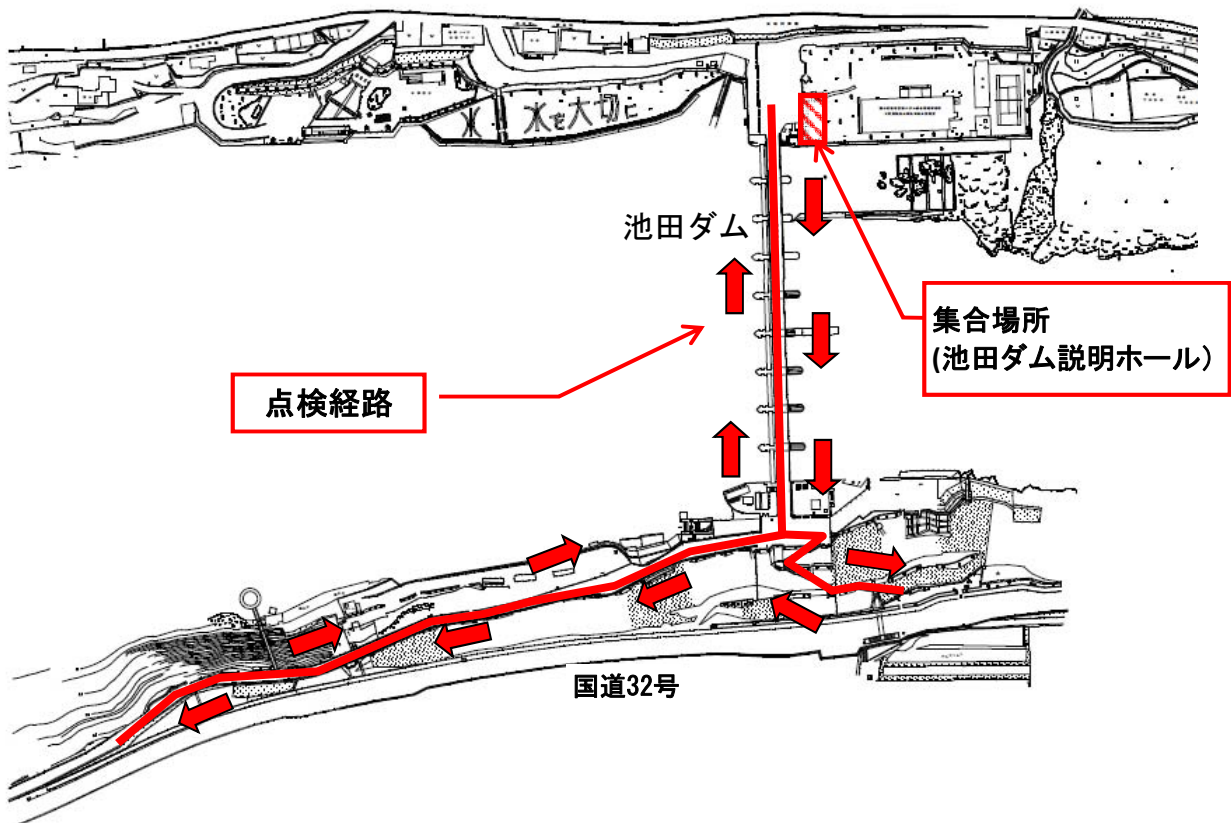 水を大切に
池田ダム
集合場所
(池田ダム説明ホール)
点検経路
国道32号